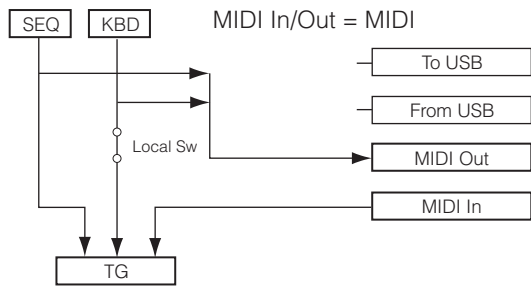 SEQ KBD MIDI In/Out = MIDI
To USB
From USB
Local Sw
MIDI Out
MIDI In
TG